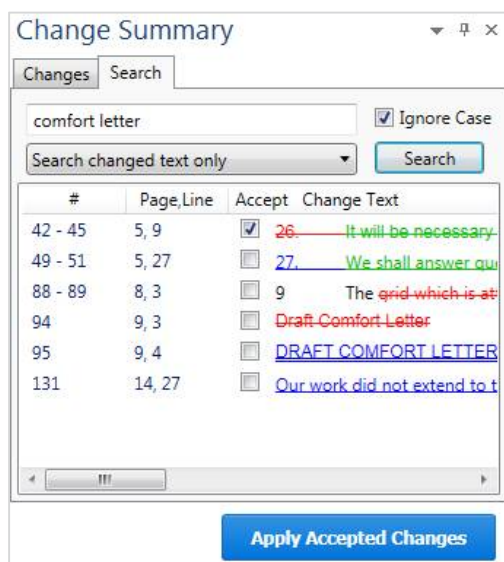 Change Summary
Changes Search
comfort letter Ignore Case
Search changed text only Search
# Page,Line Accept Change Text
42 - 45 5, 9 26. It will be necessary
49 - 51 5, 27 27. We shall answer
88 - 89 8, 3 9 The grid which is
94 9, 3 Draft Comfort Letter
95 9, 4 DRAFT COMFORT LETTER
131 14, 27 Our work did not extend to
Apply Accepted Changes